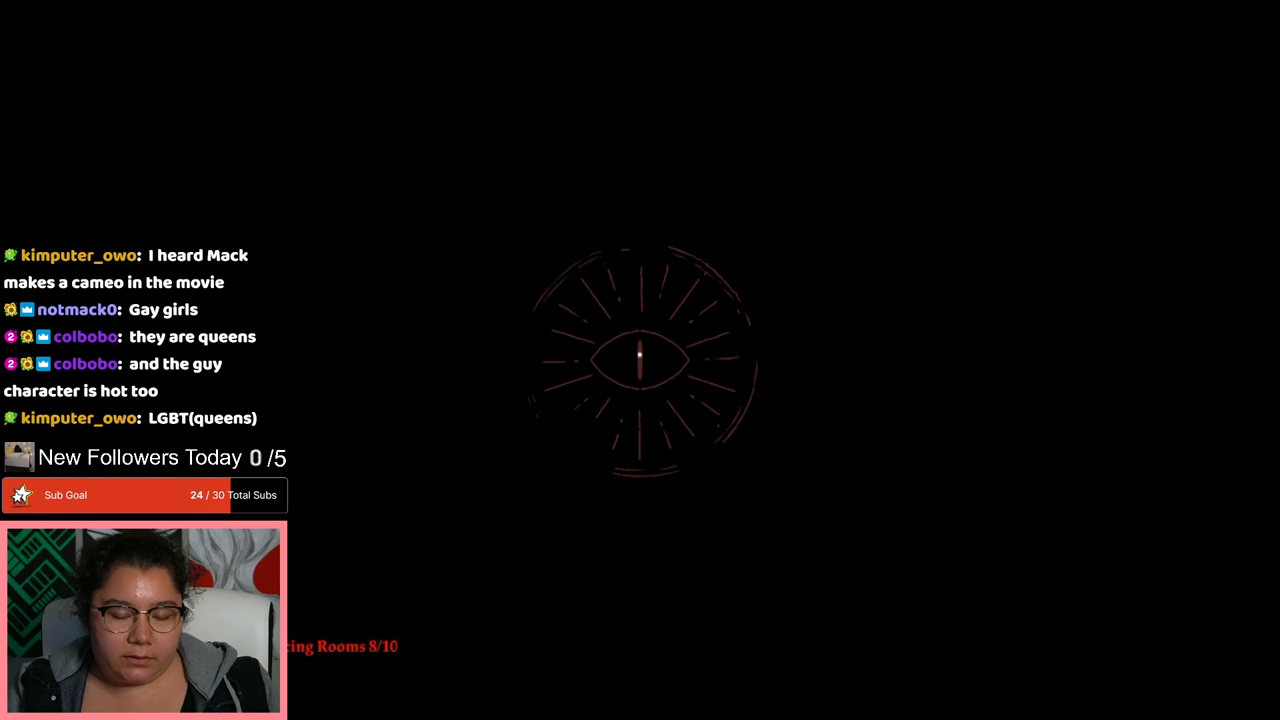 kimputer_owo: I heard Mack
makes a cameo in the movie
notmack0: Gay girls
2 colbobo: they are queens
2 colbobo: and the guy
character is hot too
kimputer_owo: LGBT(queens)
New Followers Today 0 /5
Sub Goal 24 / 30 Total Subs
Rooms 8/10